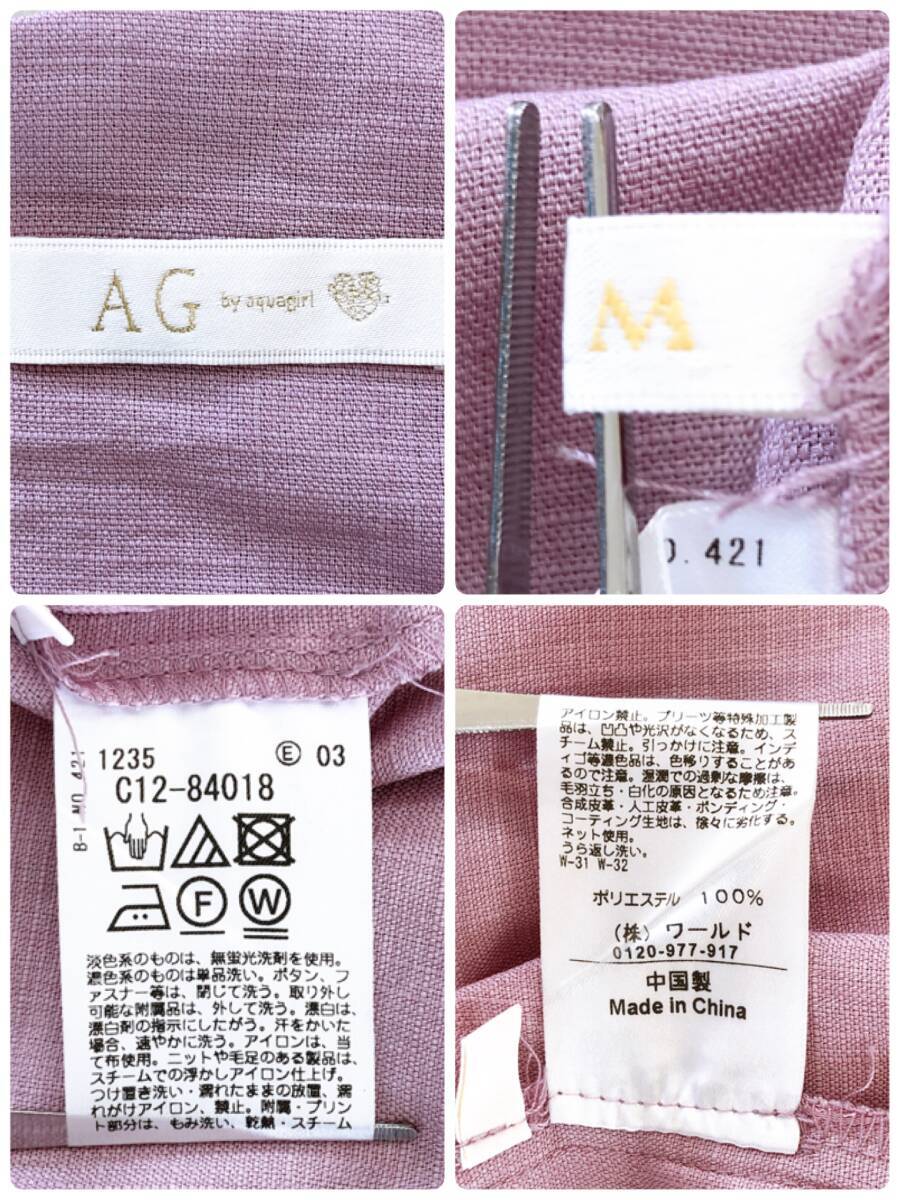 AG by aquagirl
M
O. 421
B-1 NO 421
1235 Ⓔ 03
C12-84018
F W
淡色系のものは、無蛍光洗剤を使用。
濃色系のものは単品洗い。ボタン、フ
ァスナー等は、閉じて洗う。取り外し
可能な附属品は、外して洗う。漂白は、
漂白剤の指示にしたがう。汗をかいた
場合、速やかに洗う。アイロンは、当
て布使用。ニットや毛足のある製品は、
スチームでの浮かしアイロン仕上げ。
つけ置き洗い・濡れたままの放置、濡
れがけアイロン、禁止。附属・プリン
ト部分は、もみ洗い、乾熱・スチーム
アイロン禁止。プリーツ等特殊加工製
品は、凹凸や光沢がなくなるため、ス
チーム禁止。引っかけに注意。インデ
ィゴ等濃色品は、色移りすることがあ
るので注意。湿潤での過剰な摩擦は、
毛羽立ち・白化の原因となるため注意。
合成皮革・人工皮革・ボンディング・
コーティング生地は、徐々に劣化する。
ネット使用。
うら返し洗い。
W-31 W-32
ポリエステル 100%
(株) ワールド
0120-977-917
中国製
Made in China